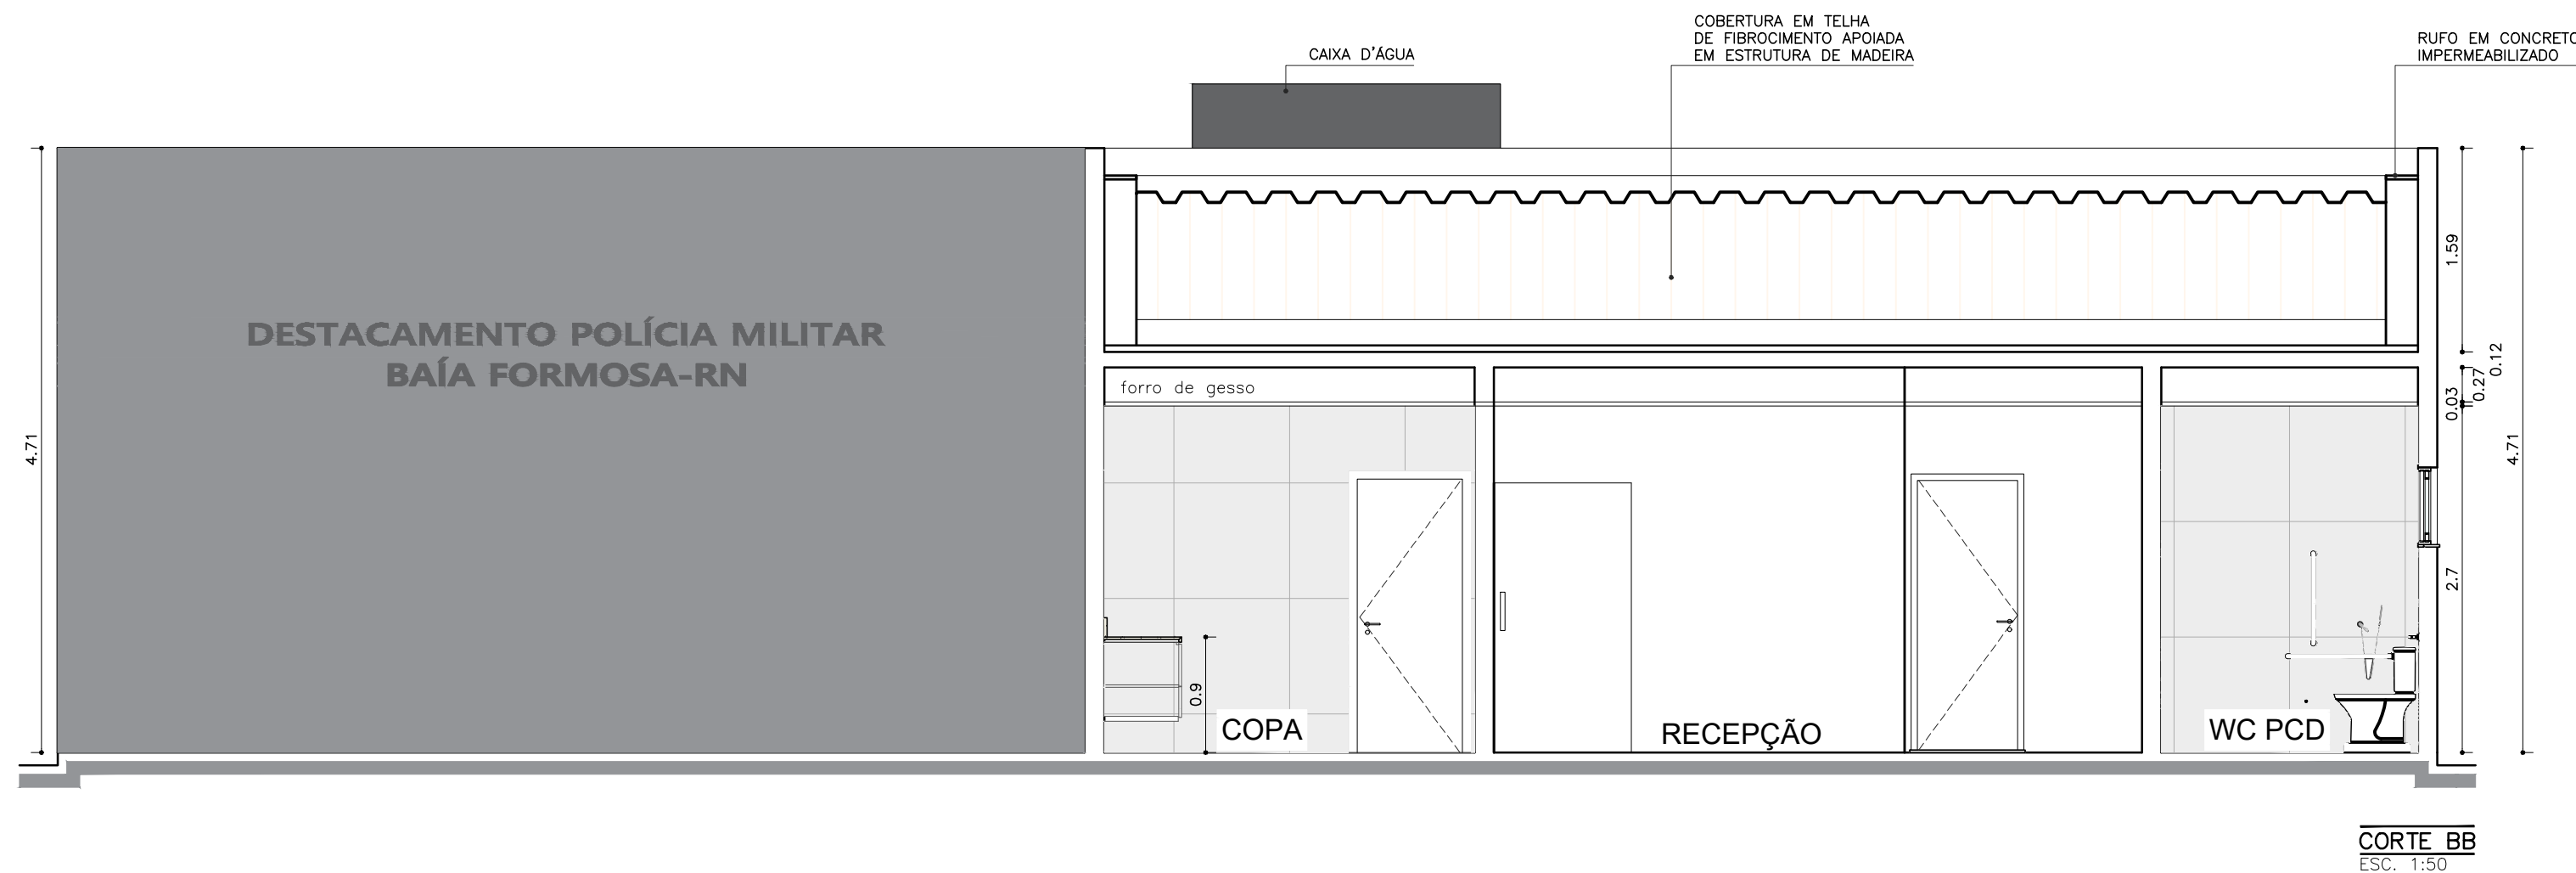 COBERTURA EM TELHA
DE FIBROCIMENTO APOIADA
EM ESTRUTURA DE MADEIRA
CAIXA D'ÁGUA
RUFO EM CONCRETO
IMPERMEABILIZADO
DESTACAMENTO POLÍCIA MILITAR
BAÍA FORMOSA-RN
4.71
forro de gesso
1.59
0.12
0.27
0.03
4.71
2.7
0.9
COPA
RECEPÇÃO
WC PCD
CORTE BB
ESC. 1:50